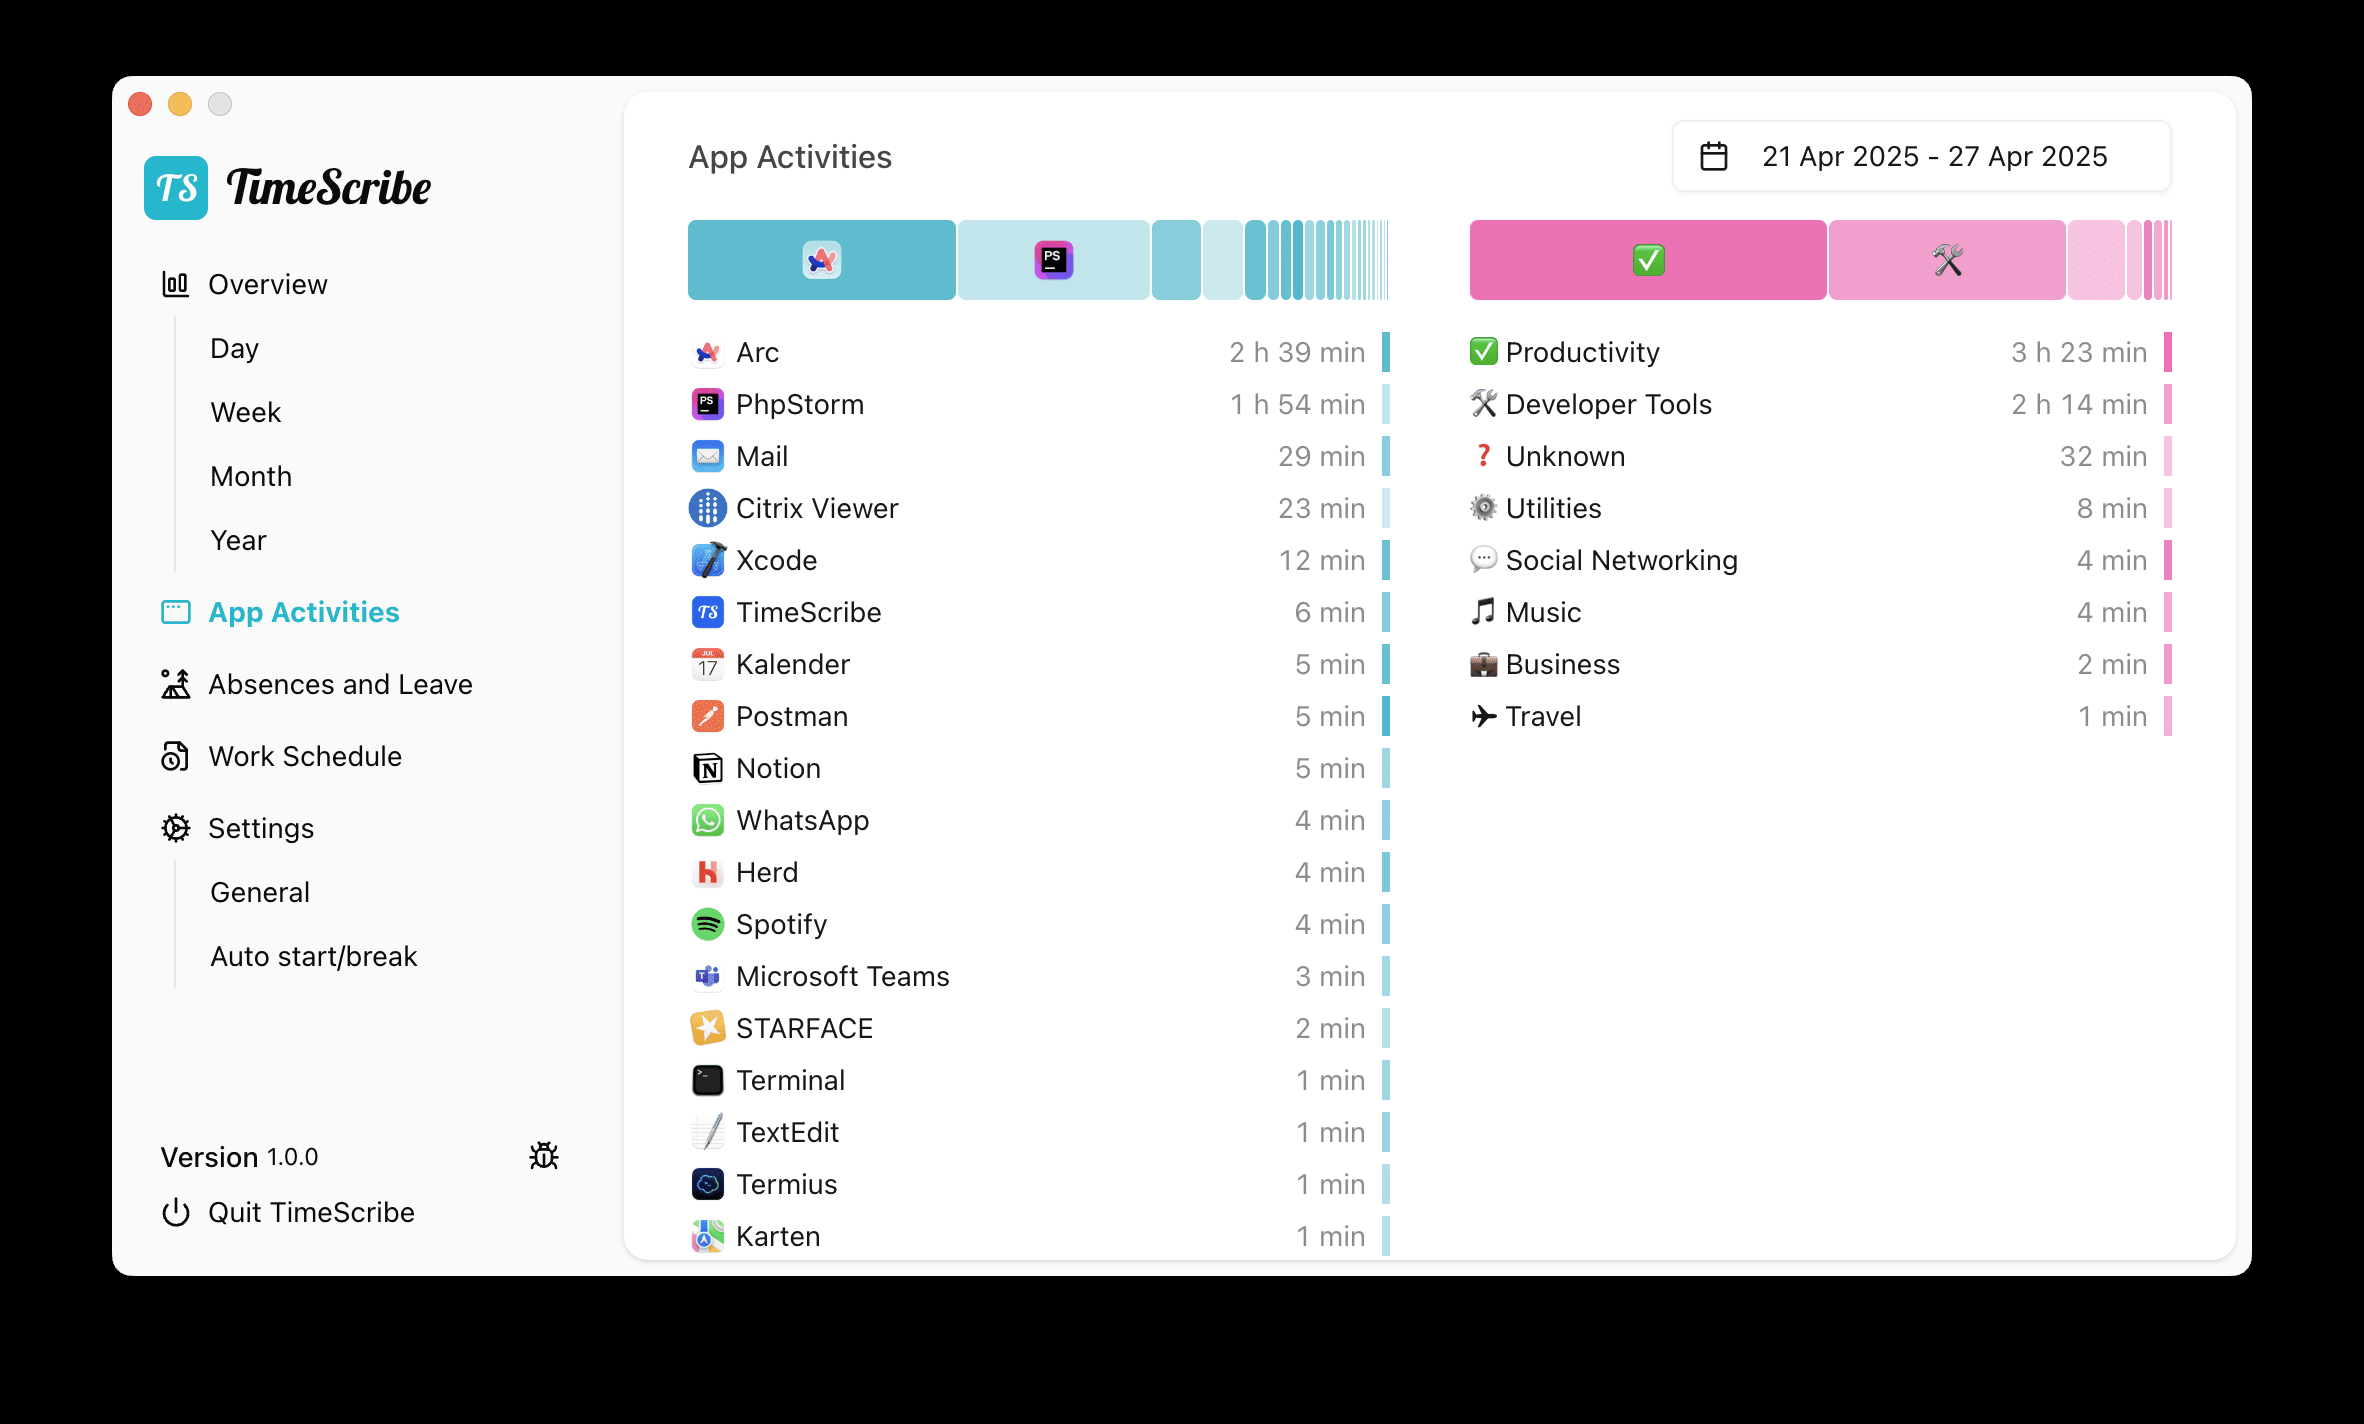 TS TimeScribe
Overview
Day
Week
Month
Year
App Activities
Absences and Leave
Work Schedule
Settings
General
Auto start/break
Version 1.0.0
Quit TimeScribe
App Activities
21 Apr 2025 - 27 Apr 2025
PS
Arc 2 h 39 min
PS PhpStorm 1 h 54 min
Mail 29 min
Citrix Viewer 23 min
Xcode 12 min
TS TimeScribe 6 min
JUL 17 Kalender 5 min
Postman 5 min
N Notion 5 min
WhatsApp 4 min
Herd 4 min
Spotify 4 min
T Microsoft Teams 3 min
STARFACE 2 min
>_ Terminal 1 min
TextEdit 1 min
Termius 1 min
Karten 1 min
Productivity 3 h 23 min
Developer Tools 2 h 14 min
Unknown 32 min
Utilities 8 min
Social Networking 4 min
Music 4 min
Business 2 min
Travel 1 min